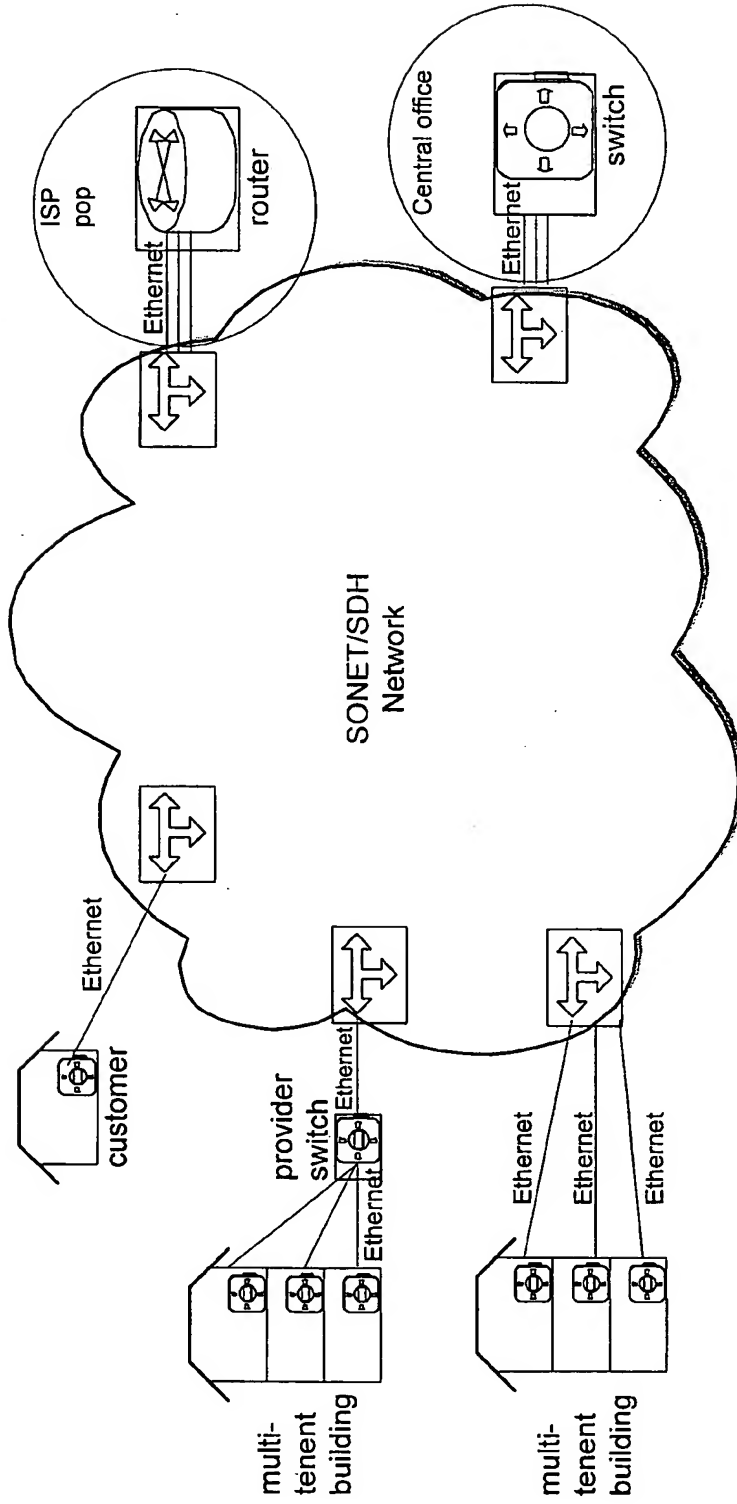 customer
Ethernet
ISP
pop
Ethernet
router
multi-
tenent
building
provider
switch
Ethernet
Ethernet
SONET/SDH
Network
multi-
tenent
building
Ethernet
Ethernet
Ethernet
Central office
Ethernet
switch